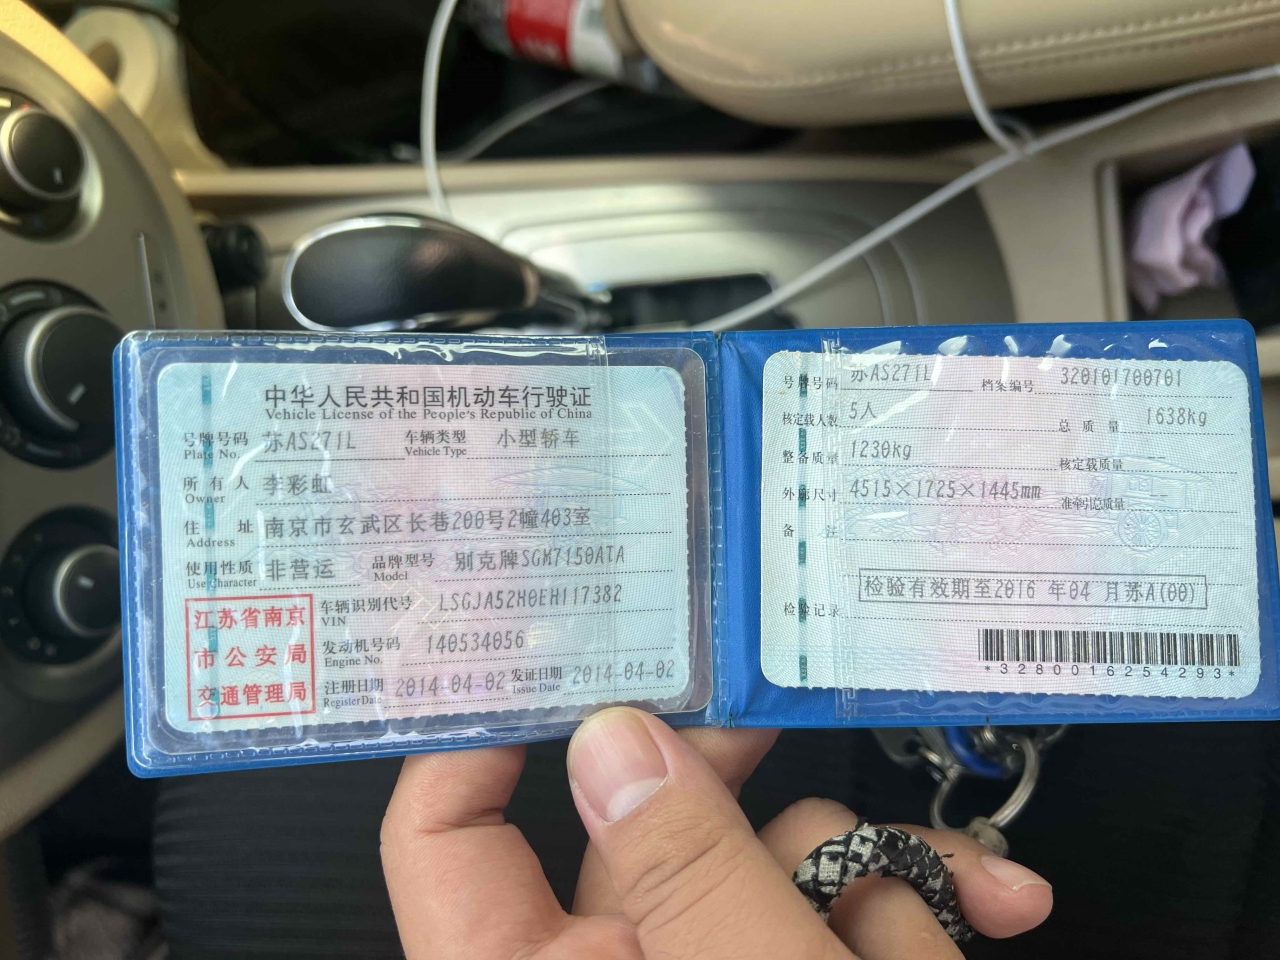 中华人民共和国机动车行驶证
Vehicle License of the People's Republic of China
号牌号码 苏AS271L 车辆类型 小型轿车
Plate No. Vehicle Type
所有人 李彩虹
Owner
住址 南京市玄武区长巷200号2幢403室
Address
使用性质 非营运 品牌型号 别克牌SGM7150ATA
Use Character Model
江苏省南京
市公安局
交通管理局
车辆识别代号 LSGJA52H0EH117382
VIN
发动机号码 140534056
Engine No.
注册日期 2014-04-02 发证日期 2014-04-02
Register Date Issue Date
号牌号码 苏AS271L 档案编号 320101700701
核定载人数 5人 总质量 1638kg
整备质量 1230kg 核定载质量 --
外廓尺寸 4515×1725×1445mm 准牵引总质量 --
备注
检验有效期至2016 年04 月苏A(00)
检验记录
*3280016254293*